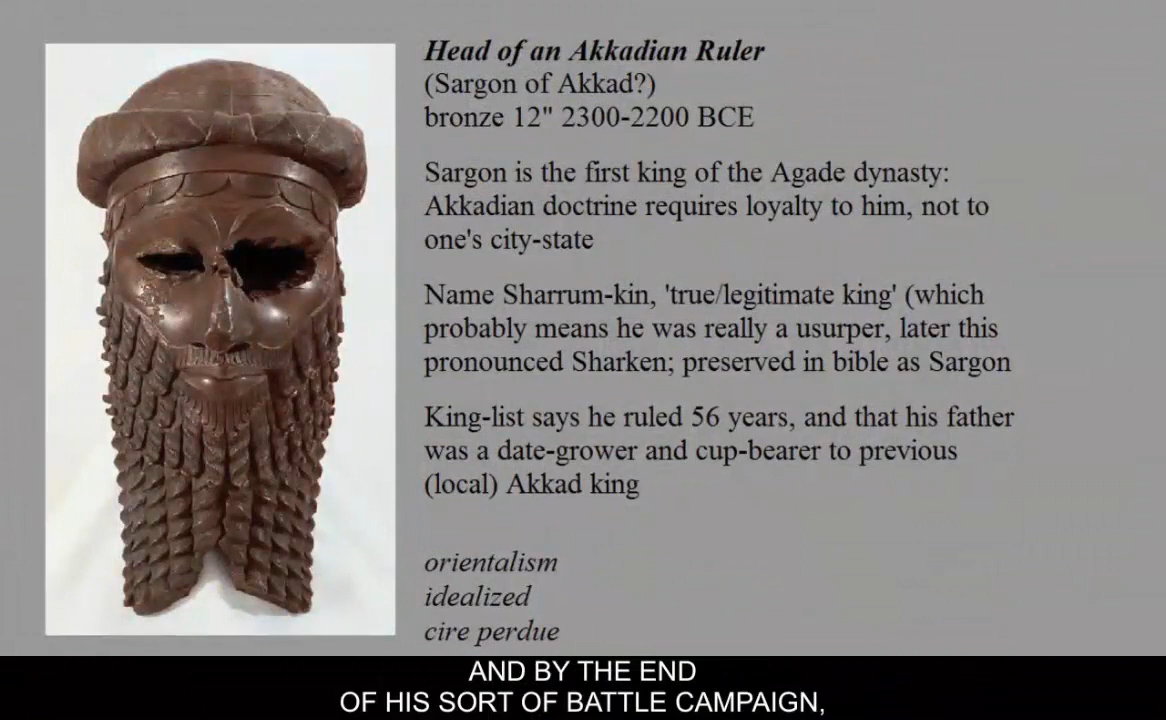 Head of an Akkadian Ruler
(Sargon of Akkad?)
bronze 12" 2300-2200 BCE
Sargon is the first king of the Agade dynasty:
Akkadian doctrine requires loyalty to him, not to
one's city-state
Name Sharrum-kin, 'true/legitimate king' (which
probably means he was really a usurper, later this
pronounced Sharken; preserved in bible as Sargon
King-list says he ruled 56 years, and that his father
was a date-grower and cup-bearer to previous
(local) Akkad king
orientalism
idealized
cire perdue
AND BY THE END
OF HIS SORT OF BATTLE CAMPAIGN,